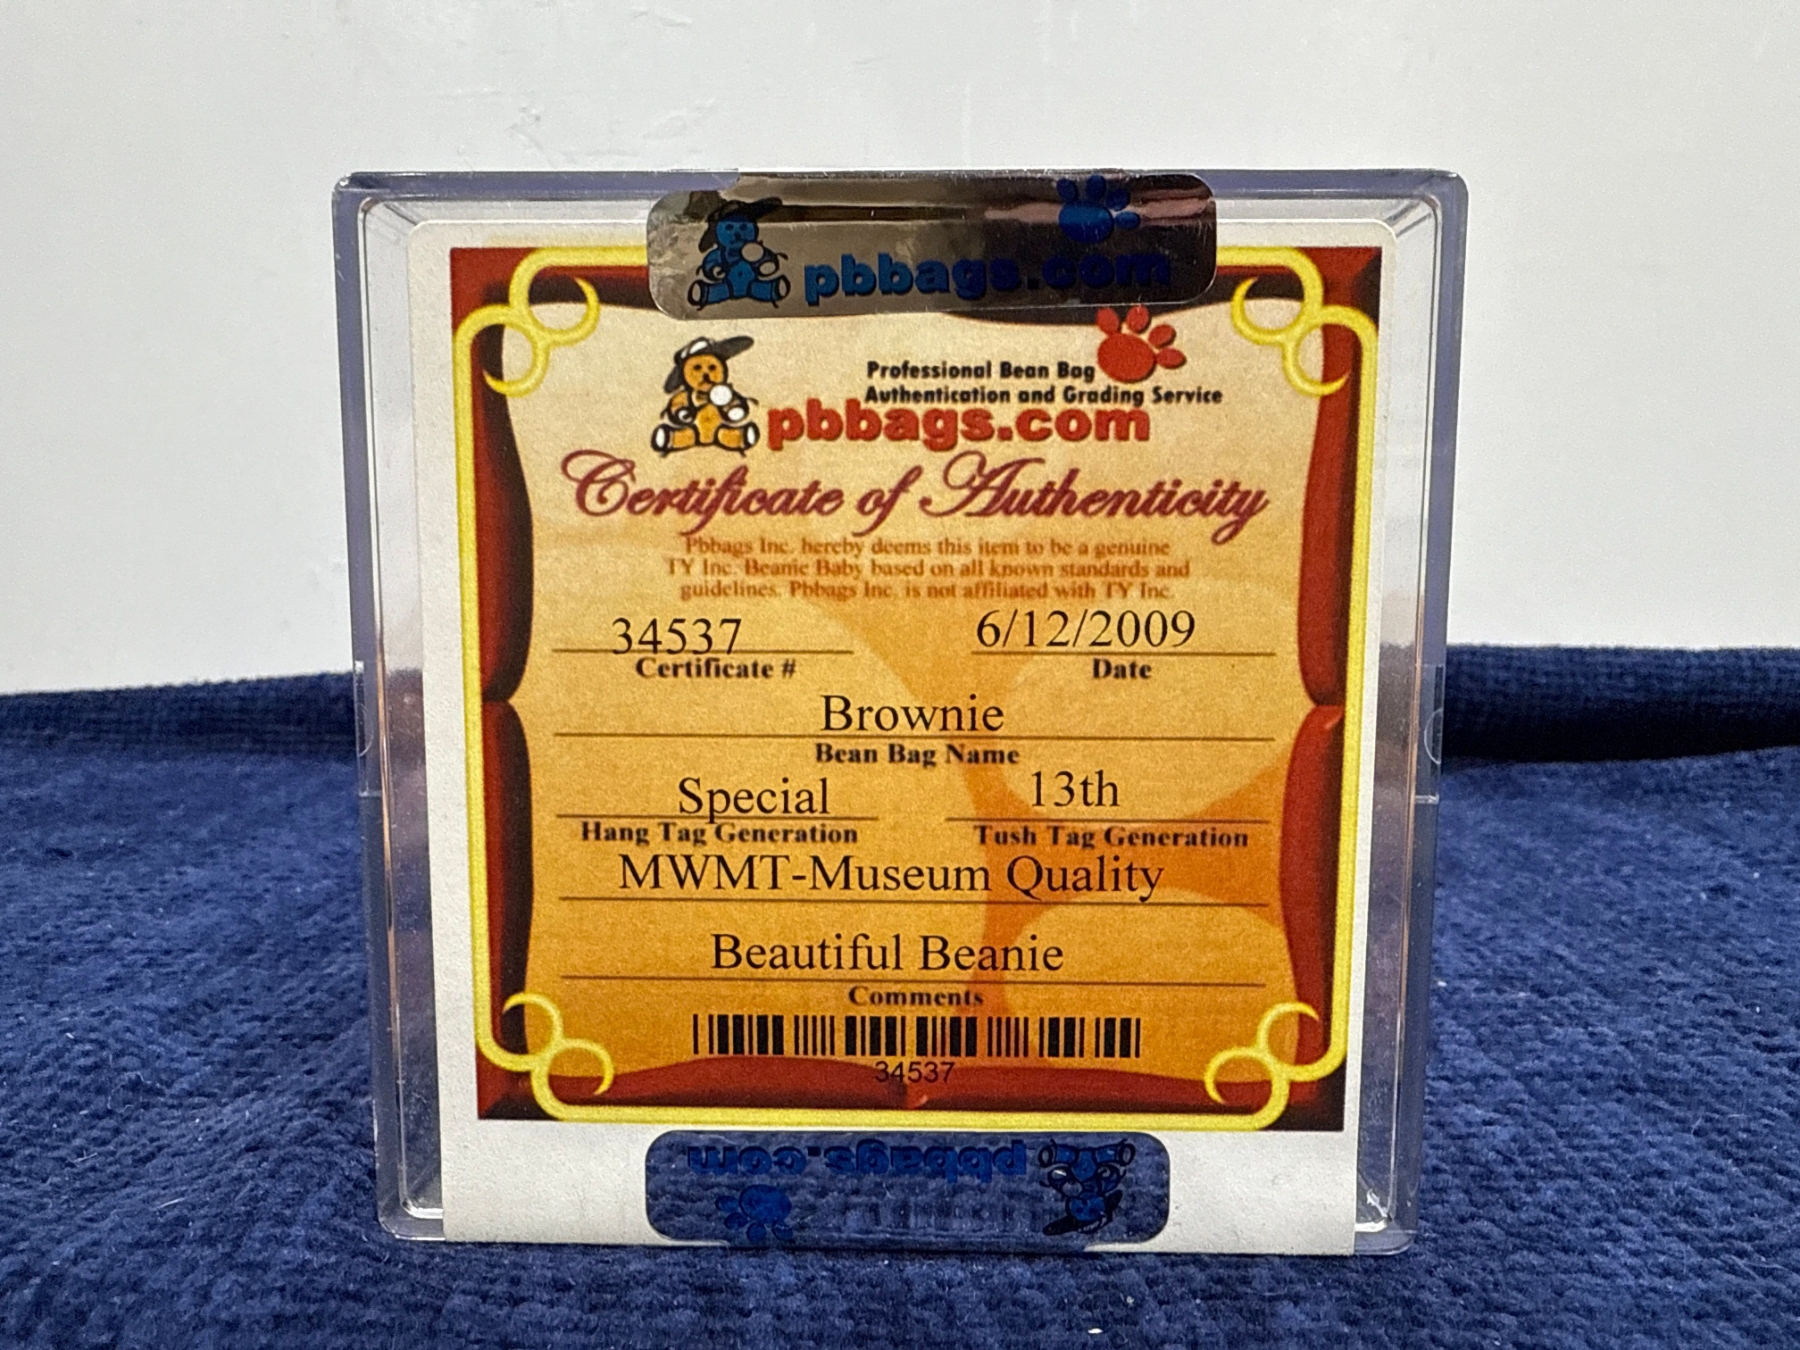 pbbags.com
Professional Bean Bag
Authentication and Grading Service
pbbags.com
Certificate of Authenticity
Pbbags Inc. hereby deems this item to be a genuine
TY Inc. Beanie Baby based on all known standards and
guidelines. Pbbags Inc. is not affiliated with TY Inc.
34537 6/12/2009
Certificate # Date
Brownie
Bean Bag Name
Special 13th
Hang Tag Generation Tush Tag Generation
MWMT-Museum Quality
Beautiful Beanie
Comments
34537
pbbags.com